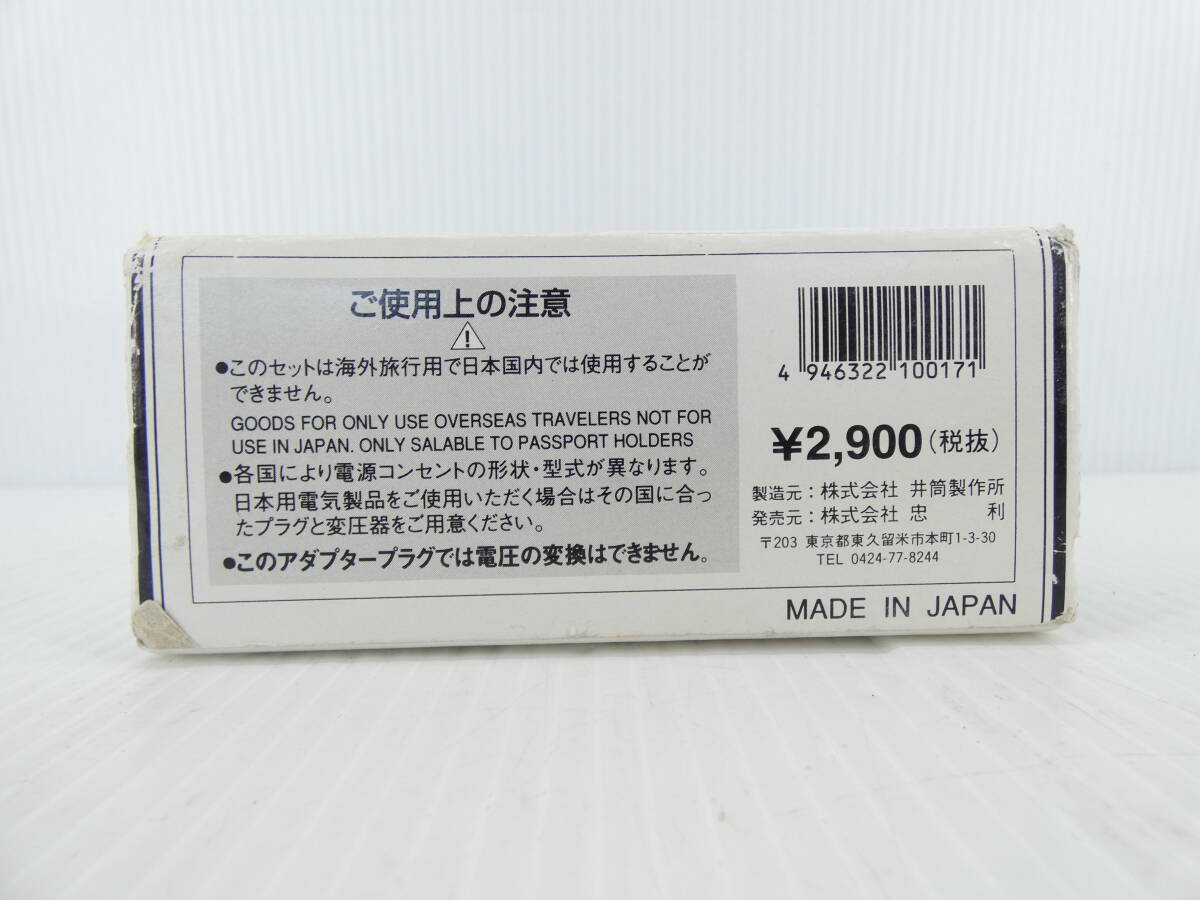 ご使用上の注意
●このセットは海外旅行用で日本国内では使用することが
できません。
GOODS FOR ONLY USE OVERSEAS TRAVELERS NOT FOR
USE IN JAPAN. ONLY SALABLE TO PASSPORT HOLDERS
●各国により電源コンセントの形状・型式が異なります。
日本用電気製品をご使用いただく場合はその国に合っ
たプラグと変圧器をご用意ください。
●このアダプタープラグでは電圧の変換はできません。
4 946322 100171
¥2,900(税抜)
製造元：株式会社 井筒製作所
発売元：株式会社 忠 利
〒203 東京都東久留米市本町1-3-30
TEL 0424-77-8244
MADE IN JAPAN